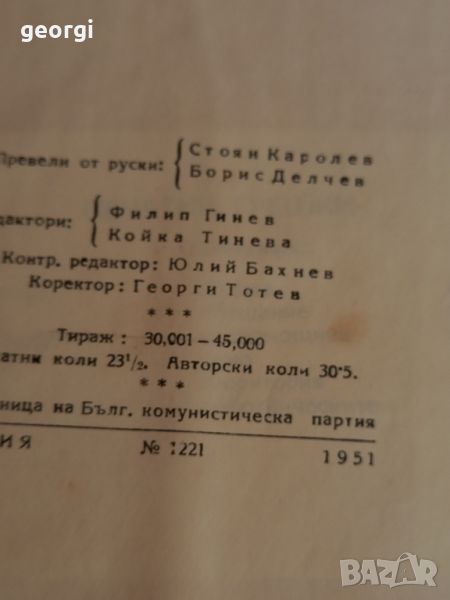 georgi
Превели от руски: Стоян Каролев
Борис Делчев
дактори: Филип Гинев
Койка Тинева
Контр. редактор: Юлий Бахнев
Коректор: Георги Тотев
* * *
Тираж: 30,001 — 45,000
атни коли 23½. Авторски коли 30·5.
* * *
ница на Бълг. комунистическа партия
ИЯ № 1221 1951
BAZAR